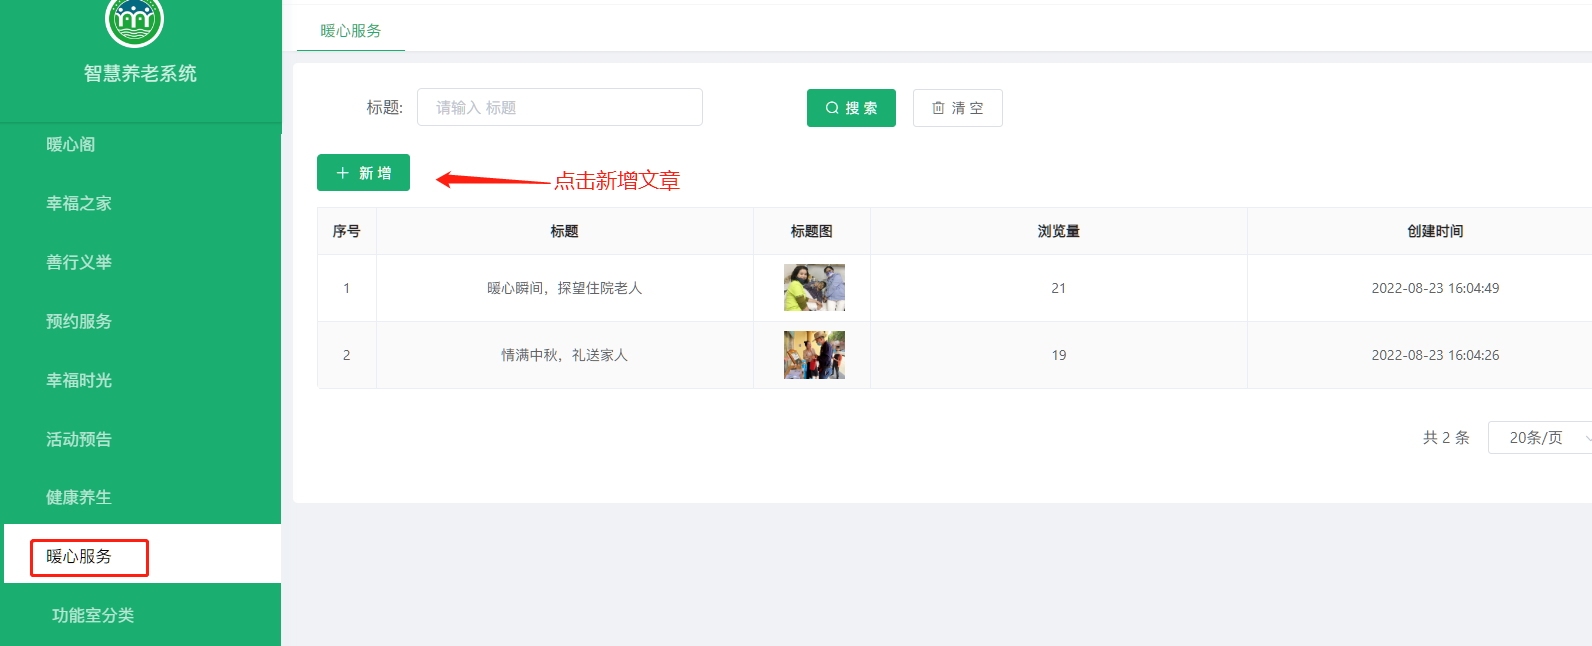 智慧养老系统
暖心阁
幸福之家
善行义举
预约服务
幸福时光
活动预告
健康养生
暖心服务
功能室分类
暖心服务
标题: 请输入 标题 搜 索 清 空
新 增 点击新增文章
序号 标题 标题图 浏览量 创建时间
1 暖心瞬间，探望住院老人 21 2022-08-23 16:04:49
2 情满中秋，礼送家人 19 2022-08-23 16:04:26
共 2 条 20条/页